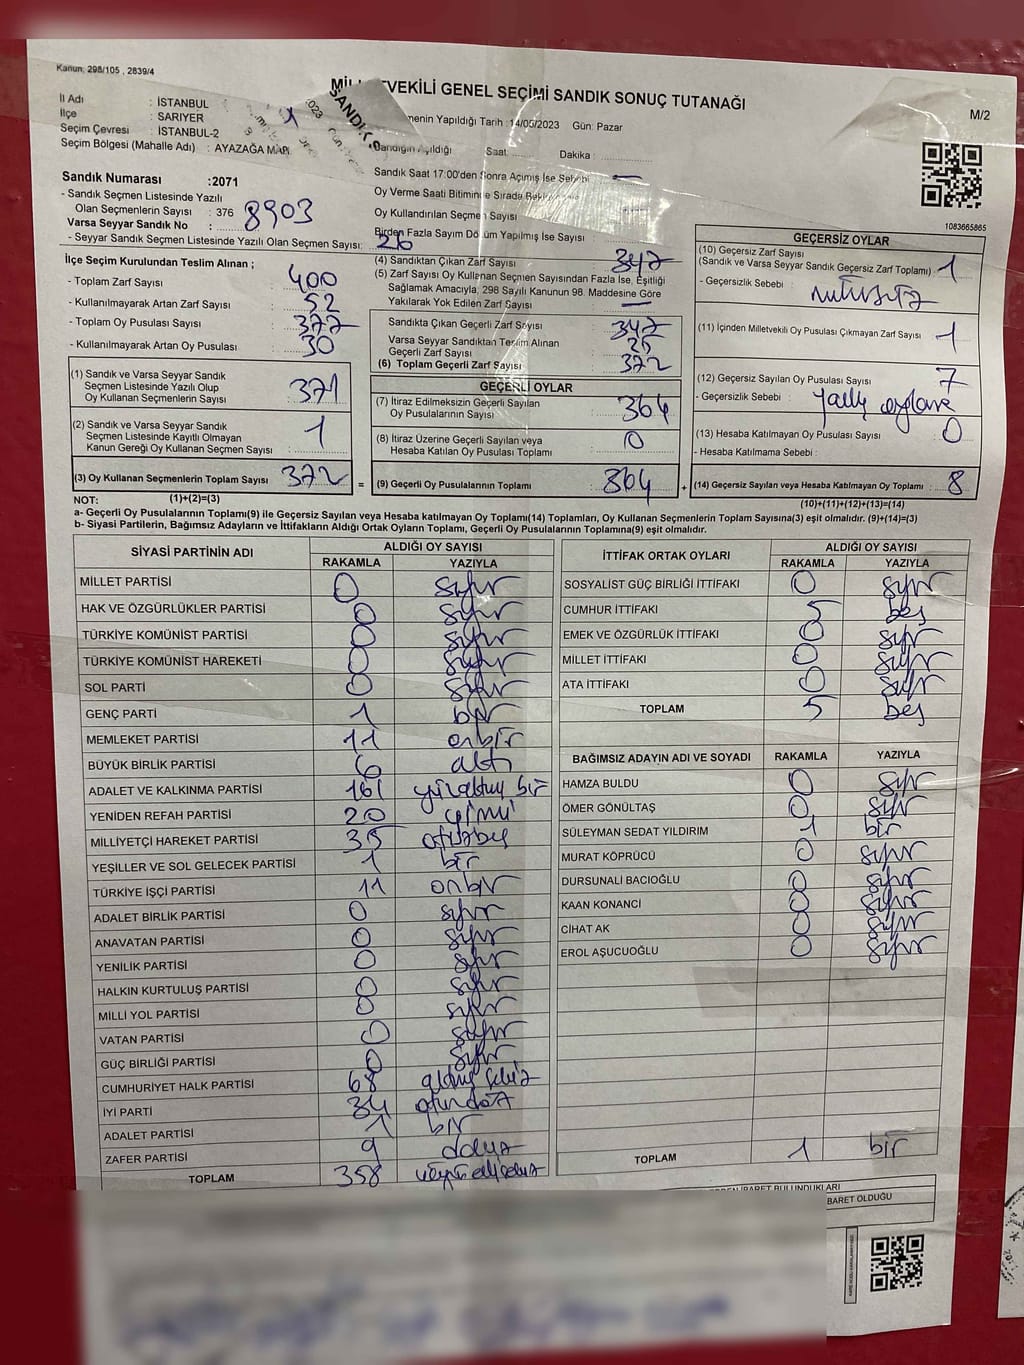 Kanun: 298/105 , 2839/4
VEKİLİ GENEL SEÇİMİ SANDIK SONUÇ TUTANAĞI
M/2
İl Adı : İSTANBUL
İlçe : SARIYER
Seçim Çevresi : İSTANBUL-2
Seçim Bölgesi (Mahalle Adı) : AYAZAĞA MAH.
Yapıldığı Tarih : 14/05/2023 Gün: Pazar
Saat: Dakika :
Sandık Saat 17:00'den Sonra Açımış İse Sebebi
Oy Verme Saati Bitiminde Sırada
Oy Kullandırılan Seçmen Sayısı
Birden Fazla Sayım Döküm Yapılmış İse Sayısı :
Sandık Numarası :2071
- Sandık Seçmen Listesinde Yazılı
Olan Seçmenlerin Sayısı : 376
Varsa Seyyar Sandık No : 8903
- Seyyar Sandık Seçmen Listesinde Yazılı Olan Seçmen Sayısı: 26
İlçe Seçim Kurulundan Teslim Alınan ;
- Toplam Zarf Sayısı : 400
- Kullanılmayarak Artan Zarf Sayısı : 52
- Toplam Oy Pusulası Sayısı : 377
- Kullanılmayarak Artan Oy Pusulası : 30
(1) Sandık ve Varsa Seyyar Sandık
Seçmen Listesinde Yazılı Olup
Oy Kullanan Seçmenlerin Sayısı : 371
(2) Sandık ve Varsa Seyyar Sandık
Seçmen Listesinde Kayıtlı Olmayan
Kanun Gereği Oy Kullanan Seçmen Sayısı : 1
(3) Oy Kullanan Seçmenlerin Toplam Sayısı : 372 =
(1)+(2)=(3)
(4) Sandıktan Çıkan Zarf Sayısı : 347
(5) Zarf Sayısı Oy Kullenan Seçmen Sayısından Fazla İse, Eşitliği
Sağlamak Amacıyla, 298 Sayılı Kanunun 98. Maddesine Göre
Yakılarak Yok Edilen Zarf Sayısı : —
Sandıkta Çıkan Geçerli Zarf Sayısı : 347
Varsa Seyyar Sandıktan Teslim Alınan
Geçerli Zarf Sayısı : 25
(6) Toplam Geçerli Zarf Sayısı : 372
GEÇERLİ OYLAR
(7) İtiraz Edilmeksizin Geçerli Sayılan
Oy Pusulalarının Sayısı : 364
(8) İtiraz Üzerine Geçerli Sayılan veya
Hesaba Katılan Oy Pusulası Toplamı : 0
(9) Geçerli Oy Pusulalarının Toplamı : 364 +
1083665865
GEÇERSİZ OYLAR
(10) Geçersiz Zarf Sayısı
(Sandık ve Varsa Seyyar Sandık Geçersiz Zarf Toplamı) : 1
- Geçersizlik Sebebi :
(11) İçinden Milletvekili Oy Pusulası Çıkmayan Zarf Sayısı : 1
(12) Geçersiz Sayılan Oy Pusulası Sayısı : 7
- Geçersizlik Sebebi :
(13) Hesaba Katılmayan Oy Pusulası Sayısı : 0
- Hesaba Katılmama Sebebi :
(14) Geçersiz Sayılan veya Hesaba Katılmayan Oy Toplamı : 8
(10)+(11)+(12)+(13)=(14)
NOT:
a- Geçerli Oy Pusulalarının Toplamı(9) ile Geçersiz Sayılan veya Hesaba katılmayan Oy Toplamı(14) Toplamları, Oy Kullanan Seçmenlerin Toplam Sayısına(3) eşit olmalıdır. (9)+(14)=(3)
b- Siyasi Partilerin, Bağımsız Adayların ve İttifakların Aldığı Ortak Oyların Toplamı, Geçerli Oy Pusulalarının Toplamına(9) eşit olmalıdır.
SİYASİ PARTİNİN ADI ALDIĞI OY SAYISI
RAKAMLA YAZIYLA
MİLLET PARTİSİ 0 sıfır
HAK VE ÖZGÜRLÜKLER PARTİSİ 0 sıfır
TÜRKİYE KOMÜNİST PARTİSİ 0 sıfır
TÜRKİYE KOMÜNİST HAREKETİ 0 sıfır
SOL PARTİ 0 sıfır
GENÇ PARTİ 1 bir
MEMLEKET PARTİSİ 11 onbir
BÜYÜK BİRLİK PARTİSİ 6 altı
ADALET VE KALKINMA PARTİSİ 161 yüzaltmış bir
YENİDEN REFAH PARTİSİ 20 yirmi
MİLLİYETÇİ HAREKET PARTİSİ 35 otuzbeş
YEŞİLLER VE SOL GELECEK PARTİSİ 1 bir
TÜRKİYE İŞÇİ PARTİSİ 11 onbir
ADALET BİRLİK PARTİSİ 0 sıfır
ANAVATAN PARTİSİ 0 sıfır
YENİLİK PARTİSİ 0 sıfır
HALKIN KURTULUŞ PARTİSİ 0 sıfır
MİLLİ YOL PARTİSİ 0 sıfır
VATAN PARTİSİ 0 sıfır
GÜÇ BİRLİĞİ PARTİSİ 0 sıfır
CUMHURİYET HALK PARTİSİ 68 altmış sekiz
İYİ PARTİ 34 otuzdört
ADALET PARTİSİ 1 bir
ZAFER PARTİSİ 9 dokuz
TOPLAM 358 üçyüzellisekiz
İTTİFAK ORTAK OYLARI ALDIĞI OY SAYISI
RAKAMLA YAZIYLA
SOSYALİST GÜÇ BİRLİĞİ İTTİFAKI 0 sıfır
CUMHUR İTTİFAKI 5 beş
EMEK VE ÖZGÜRLÜK İTTİFAKI 0 sıfır
MİLLET İTTİFAKI 0 sıfır
ATA İTTİFAKI 0 sıfır
TOPLAM 5 beş
BAĞIMSIZ ADAYIN ADI VE SOYADI RAKAMLA YAZIYLA
HAMZA BULDU 0 sıfır
ÖMER GÖNÜLTAŞ 0 sıfır
SÜLEYMAN SEDAT YILDIRIM 1 bir
MURAT KÖPRÜCÜ 0 sıfır
DURSUNALİ BACIOĞLU 0 sıfır
KAAN KONANCİ 0 sıfır
CİHAT AK 0 sıfır
EROL AŞUCUOĞLU 0 sıfır
TOPLAM 1 bir
BARET OLDUĞU